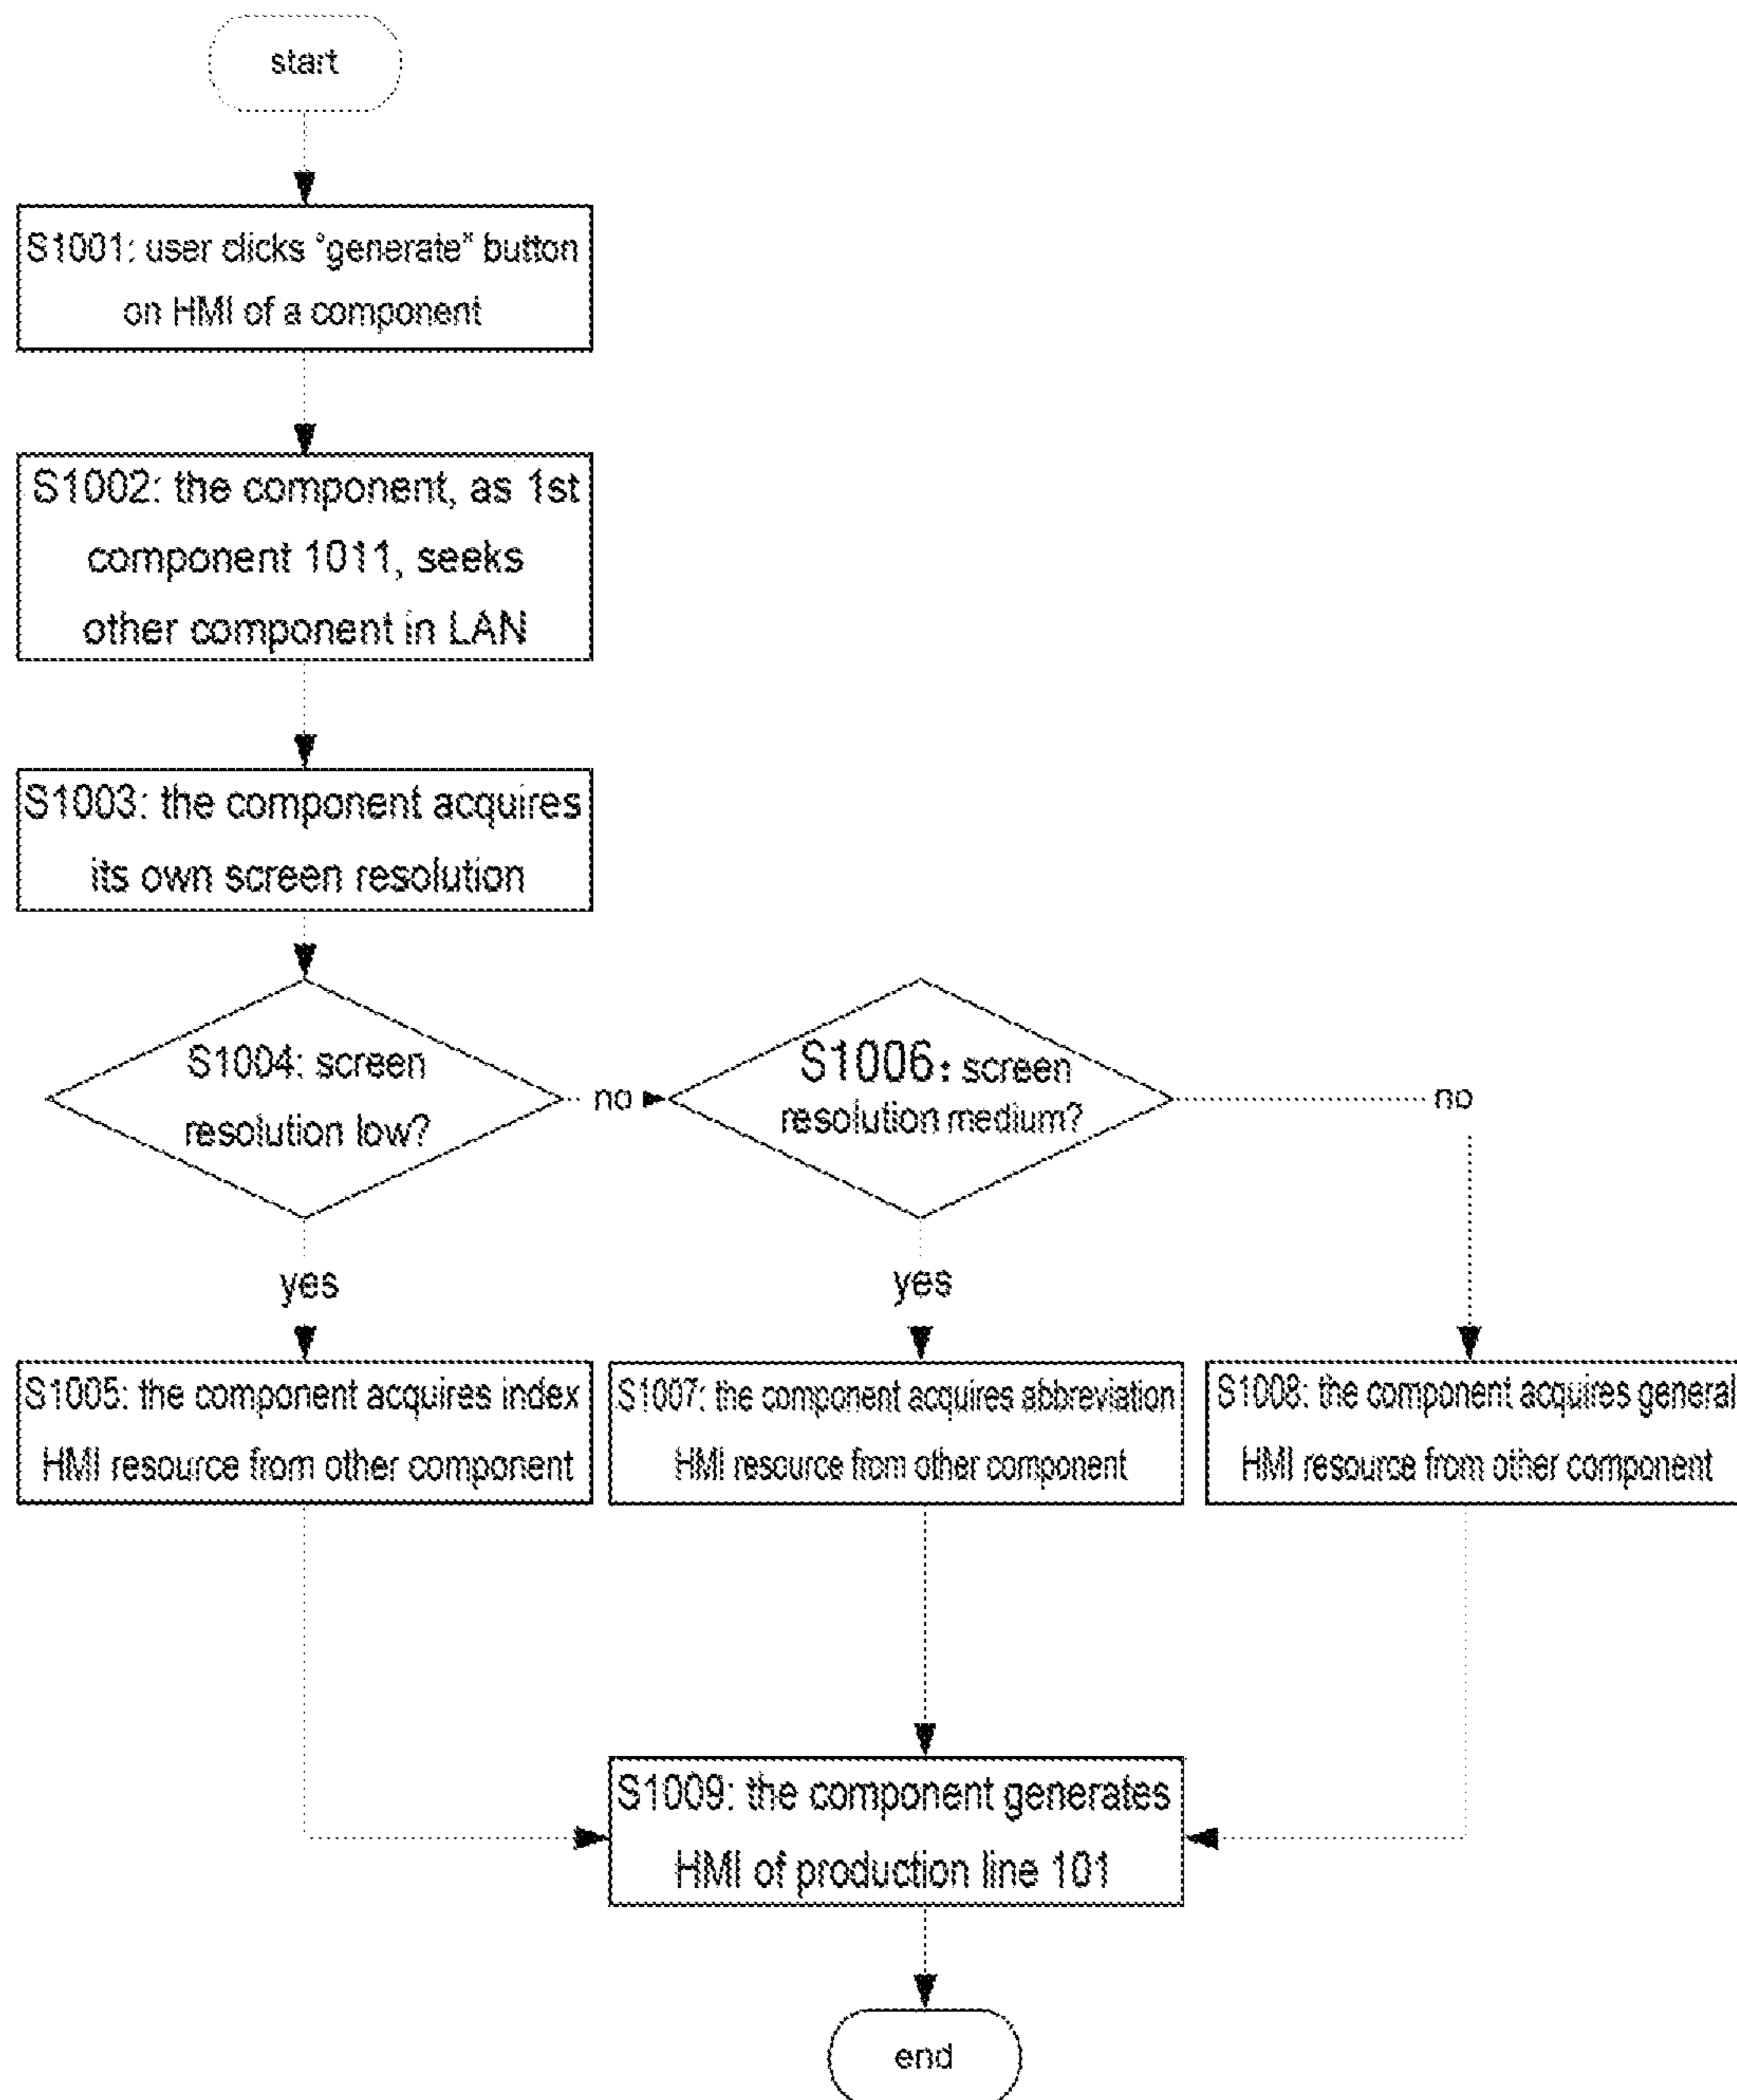 start
S1001: user clicks "generate" button
on HMI of a component
S1002: the component, as 1st
component 1011, seeks
other component in LAN
S1003: the component acquires
its own screen resolution
S1004: screen
resolution low?
no
S1006: screen
resolution medium?
no
yes
yes
S1005: the component acquires index
HMI resource from other component
S1007: the component acquires abbreviation
HMI resource from other component
S1008: the component acquires general
HMI resource from other component
S1009: the component generates
HMI of production line 101
end